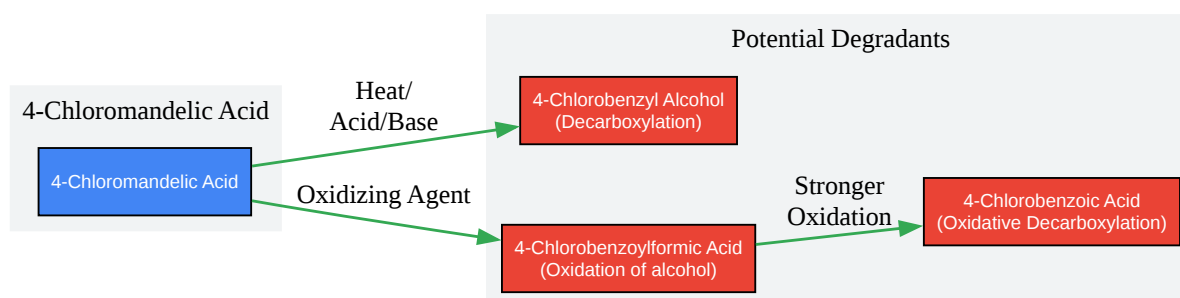 Potential Degradants
4-Chloromandelic Acid
4-Chloromandelic Acid
Heat/
Acid/Base
4-Chlorobenzyl Alcohol
(Decarboxylation)
Oxidizing Agent
4-Chlorobenzoylformic Acid
(Oxidation of alcohol)
Stronger
Oxidation
4-Chlorobenzoic Acid
(Oxidative Decarboxylation)